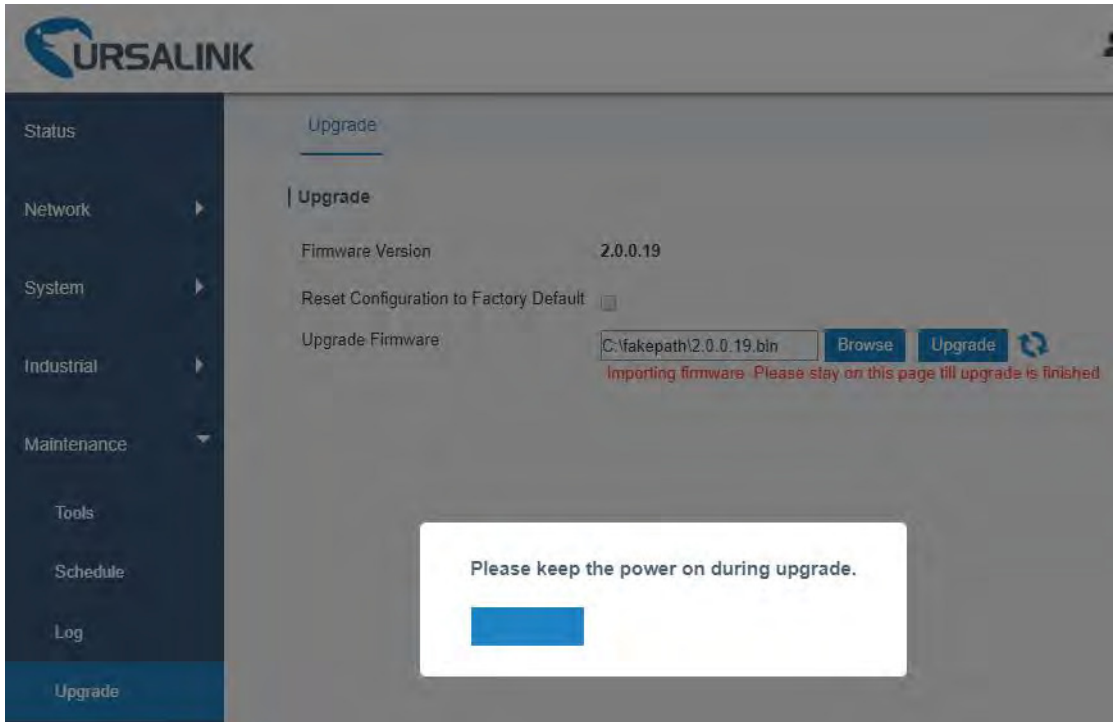 URSALINK
Status
Network
System
Industrial
Maintenance
Tools
Schedule
Log
Upgrade
Upgrade
Upgrade
Firmware Version 2.0.0.19
Reset Configuration to Factory Default
Upgrade Firmware C:\fakepath\2.0.0.19.bin Browse Upgrade
Importing firmware. Please stay on this page till upgrade is finished
Please keep the power on during upgrade.